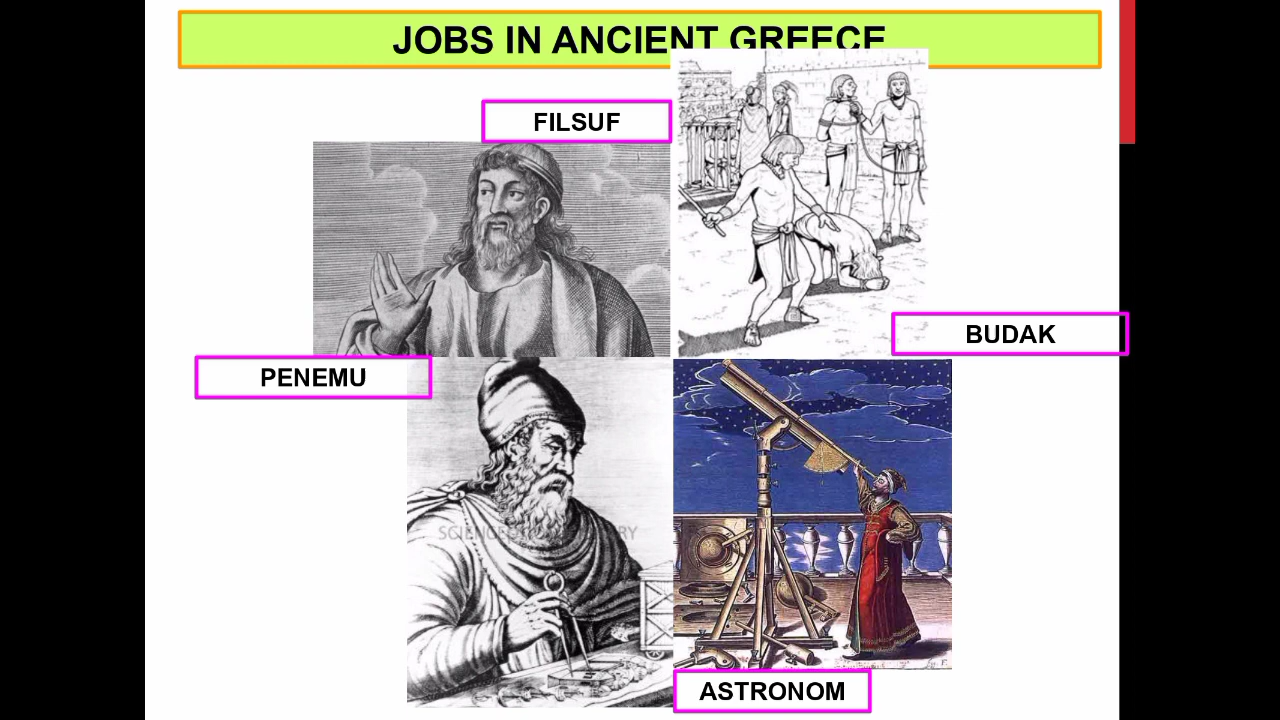 JOBS IN ANCIENT GREECE
FILSUF
BUDAK
PENEMU
ASTRONOM